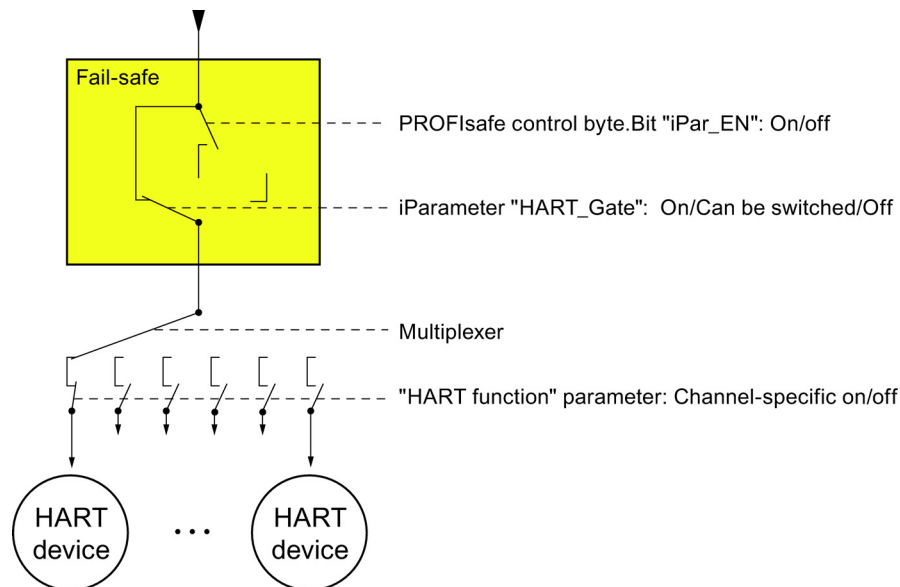 Fail-safe
PROFIsafe control byte.Bit "iPar_EN": On/off
iParameter "HART_Gate":  On/Can be switched/Off
Multiplexer
"HART function" parameter: Channel-specific on/off
HART
device
HART
device